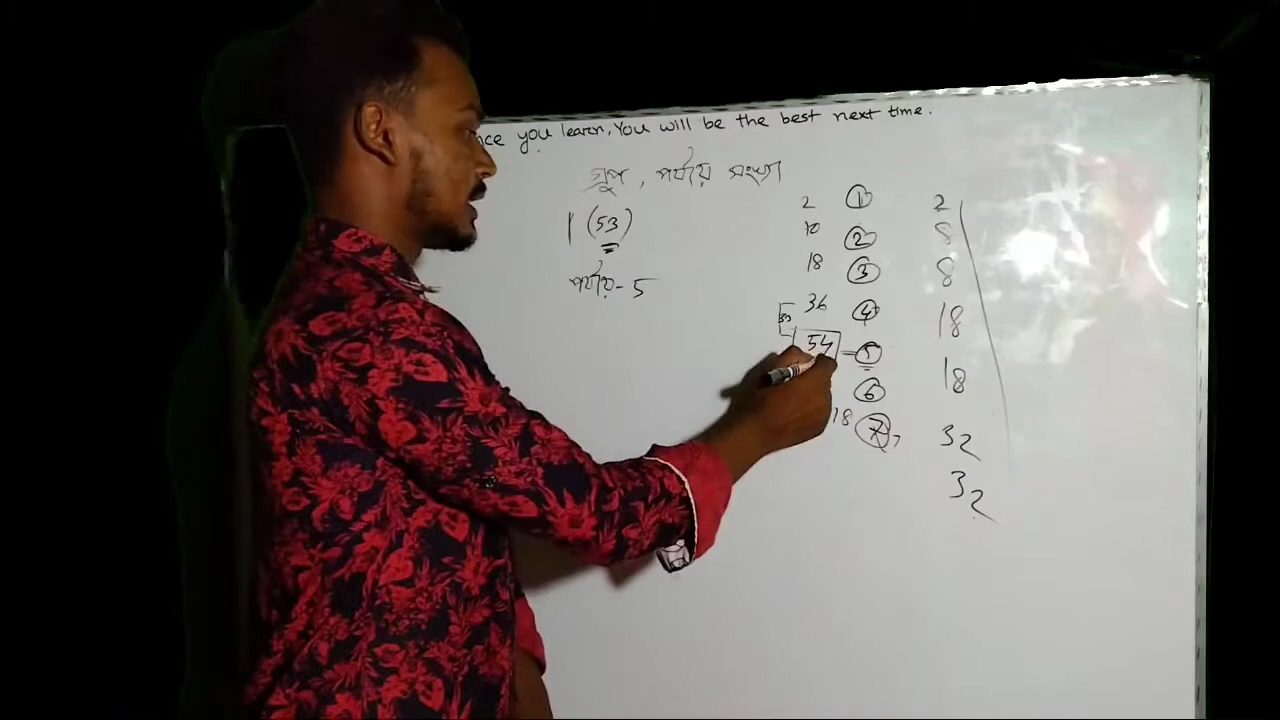 you learn, You will be the best next time.
গ্রুপ, পর্যায় সংখ্যা
1 (53)
পর্যায়- 5
2 1 2
10 2 8
18 3 8
36 4 18
54 - 5 18
6 32
18 7 32